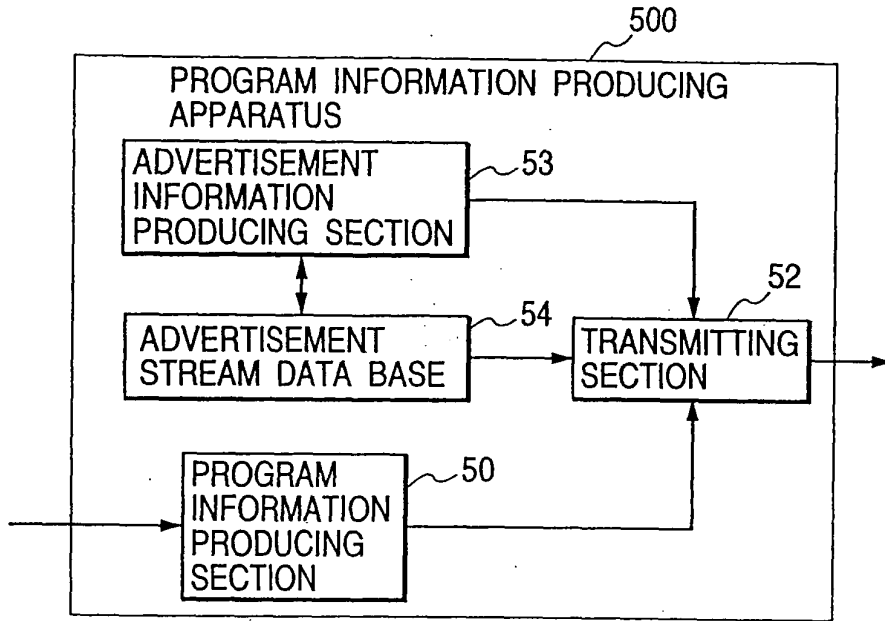 500
PROGRAM INFORMATION PRODUCING
APPARATUS
ADVERTISEMENT
INFORMATION
PRODUCING SECTION
53
ADVERTISEMENT
STREAM DATA BASE
54
TRANSMITTING
SECTION
52
PROGRAM
INFORMATION
PRODUCING
SECTION
50